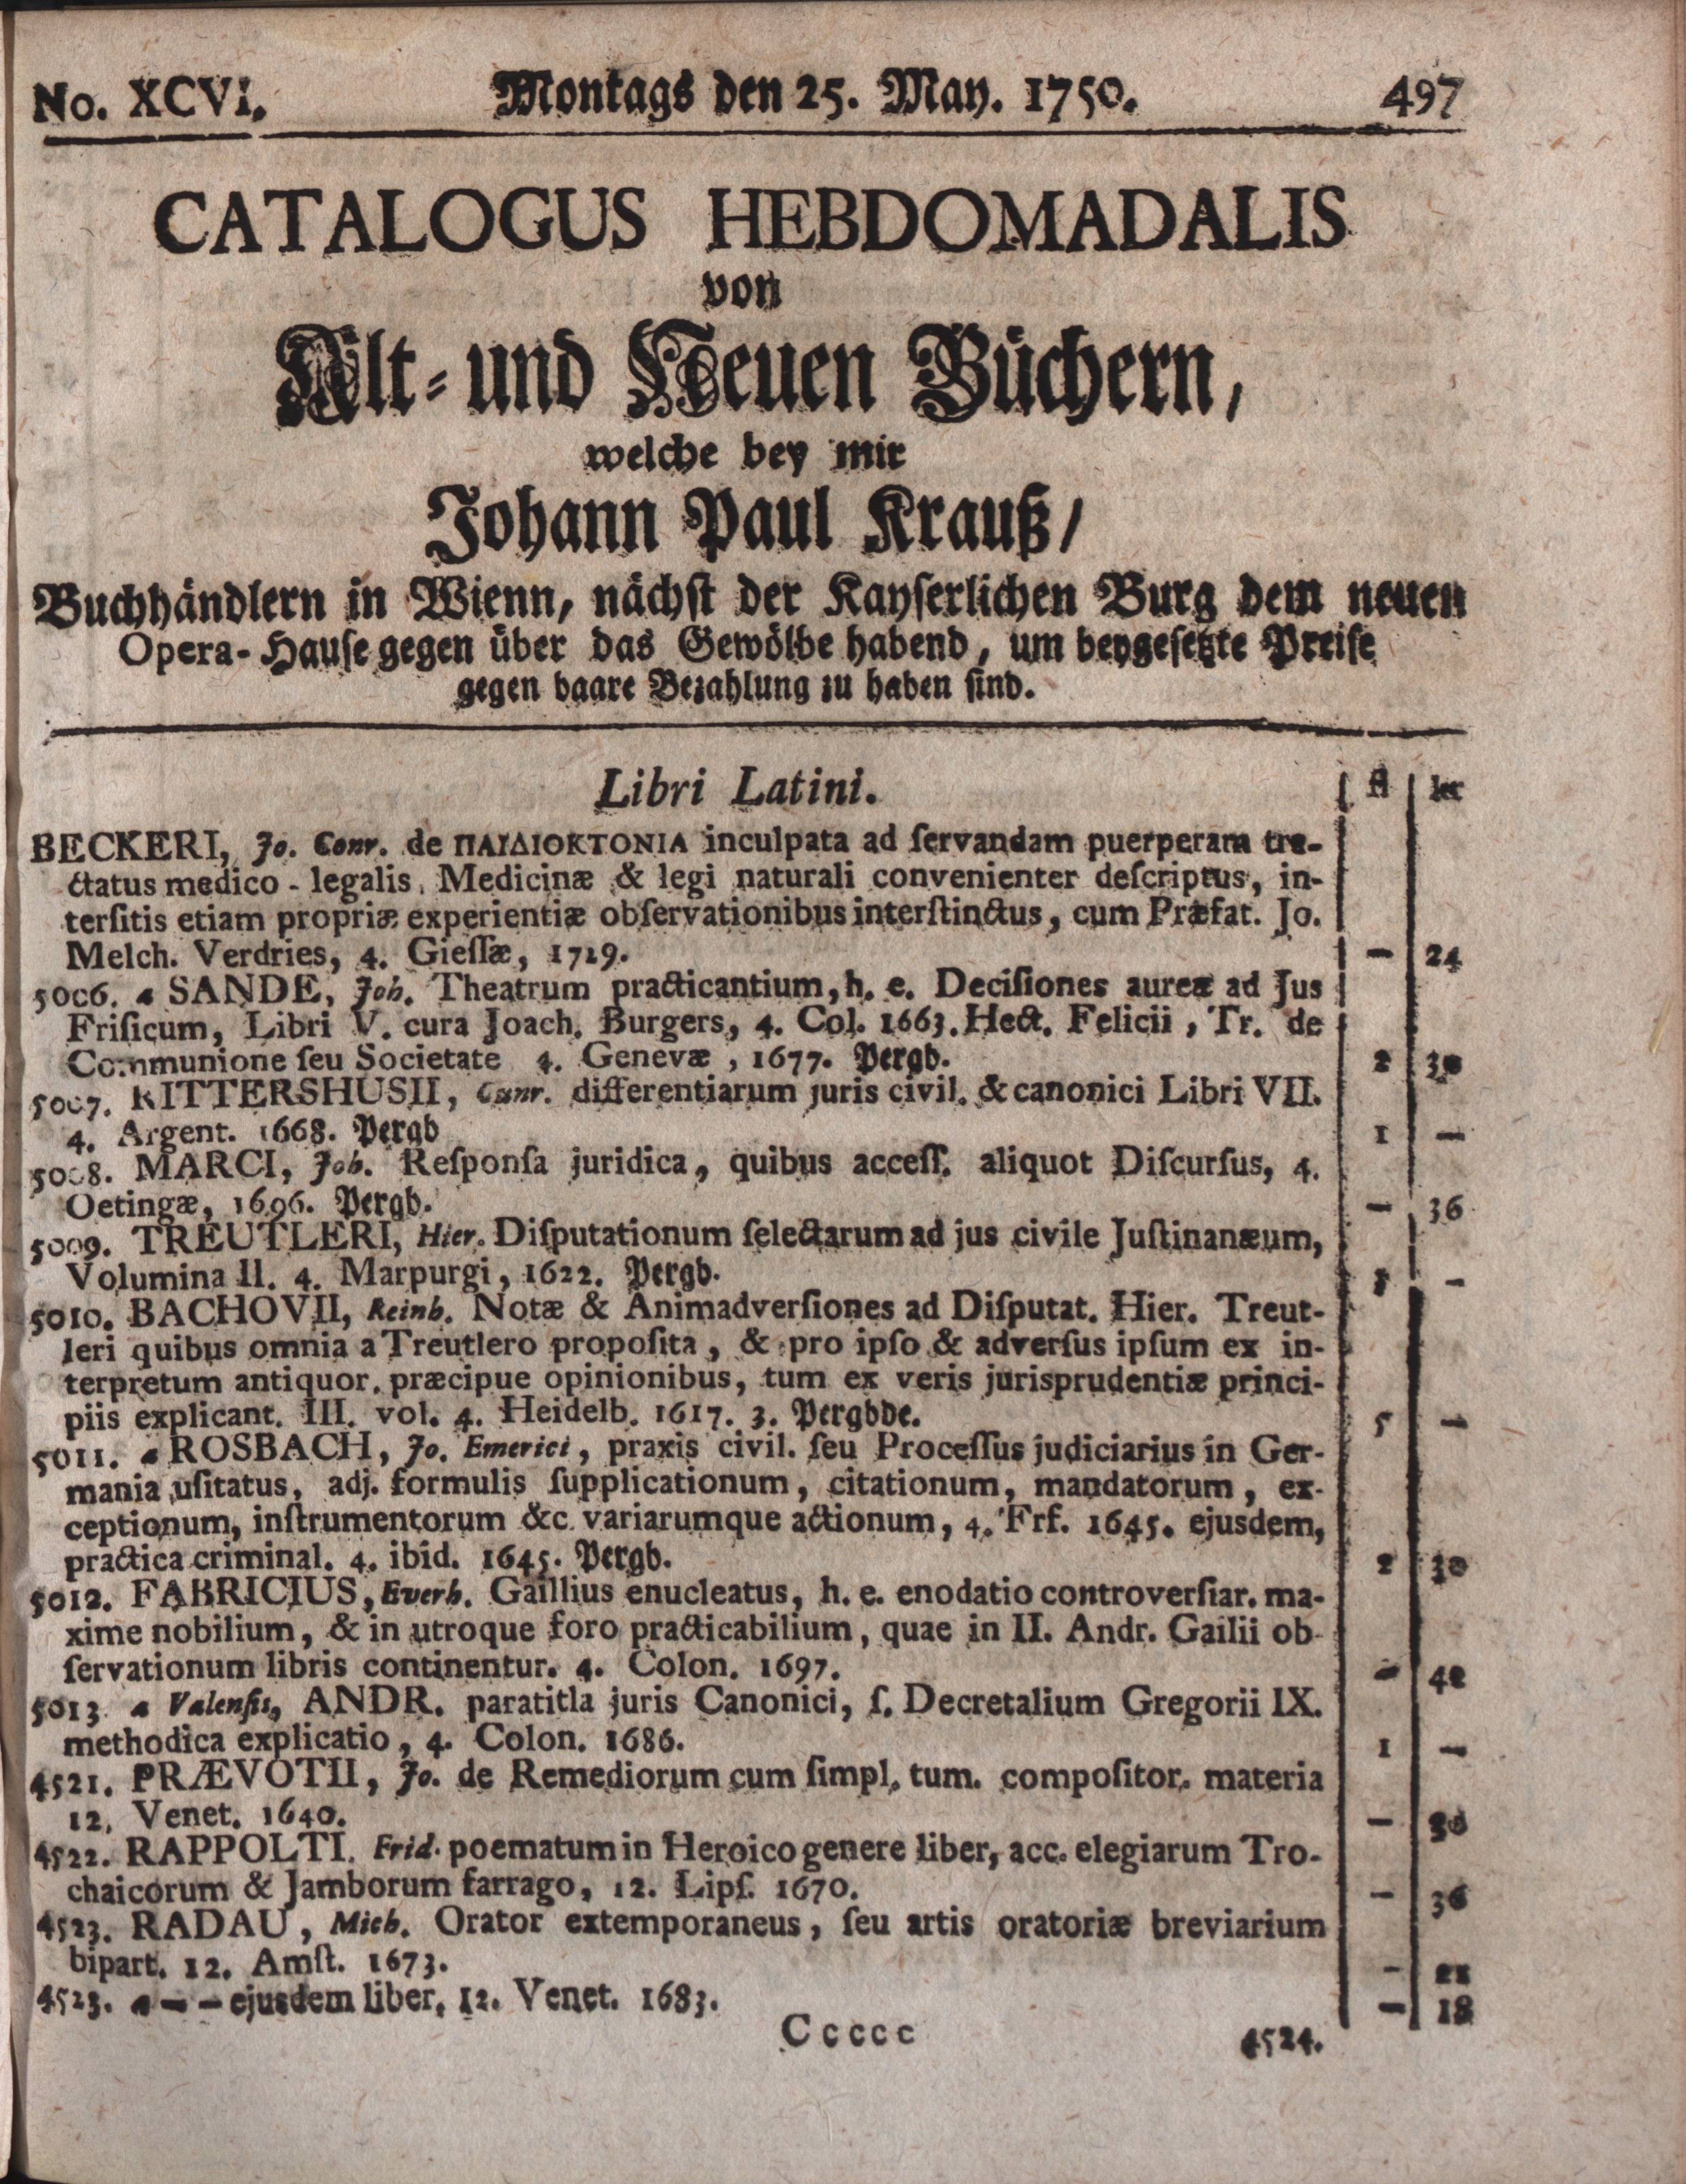 No. XCVI. Montags den 25. May. 1750. 497
CATALOGUS HEBDOMADALIS
von
Alt- und Neuen Büchern,
welche bey mir
Johann Paul Krauß/
Buchhändlern in Wienn, nächst der Kayserlichen Burg dem neuen
Opera-Hause gegen über das Gewölbe habend, um beygesetzte Preise
gegen baare Bezahlung zu haben sind.
Libri Latini. fl kr
BECKERI, Jo. Conr. de ΠΑΙΔΙΟΚΤΟΝΙΑ inculpata ad ſervandam puerperam tra-
ctatus medico-legalis, Medicinæ & legi naturali convenienter deſcriptus, in-
terſitis etiam propriæ experientiæ obſervationibus interſtinctus, cum Præfat. Jo.
Melch. Verdries, 4. Gieſſæ, 1729. — 24
5006. a SANDE, Joh. Theatrum practicantium, h. e. Deciſiones aureæ ad Jus
Friſicum, Libri V. cura Joach. Burgers, 4. Col. 1663. Hect. Felicii, Tr. de
Communione ſeu Societate 4. Genevæ, 1677. Pergb. 2 30
5007. RITTERSHUSII, Cunr. differentiarum juris civil. & canonici Libri VII.
4. Argent. 1668. Pergb 1 —
5008. MARCI, Joh. Reſponſa juridica, quibus acceſſ. aliquot Diſcurſus, 4.
Oetingæ, 1696. Pergb. — 36
5009. TREUTLERI, Hier. Diſputationum ſelectarum ad jus civile Juſtinanæum,
Volumina II. 4. Marpurgi, 1622. Pergb. —
5010. BACHOVII, Reinh. Notæ & Animadverſiones ad Diſputat. Hier. Treut-
leri quibus omnia a Treutlero propoſita, & pro ipſo & adverſus ipſum ex in-
terpretum antiquor. præcipue opinionibus, tum ex veris jurisprudentiæ princi-
piis explicant. III. vol. 4. Heidelb. 1617. 3. Pergbde. 5 —
5011. a ROSBACH, Jo. Emerici, praxis civil. ſeu Proceſſus judiciarius in Ger-
mania uſitatus, adj. formulis ſupplicationum, citationum, mandatorum, ex-
ceptionum, inſtrumentorum &c. variarumque actionum, 4. Frf. 1645. ejusdem,
practica criminal. 4. ibid. 1645. Pergb. 2 30
5012. FABRICIUS, Everh. Gaillius enucleatus, h. e. enodatio controverſiar. ma-
xime nobilium, & in utroque foro practicabilium, quae in II. Andr. Gailii ob-
ſervationum libris continentur. 4. Colon. 1697. — 42
5013. a Valenſis, ANDR. paratitla juris Canonici, ſ. Decretalium Gregorii IX.
methodica explicatio, 4. Colon. 1686. 1 —
4521. PRÆVOTII, Jo. de Remediorum cum ſimpl. tum. compoſitor. materia
12. Venet. 1640. — 30
4522. RAPPOLTI. Frid. poematum in Heroico genere liber, acc. elegiarum Tro-
chaicorum & Jamborum farrago, 12. Lipſ. 1670. — 36
4523. RADAU, Mich. Orator extemporaneus, ſeu artis oratoriæ breviarium
bipart. 12. Amſt. 1673. —
4523. a — — ejusdem liber, 12. Venet. 1683. — 18
Ccccc 4524.